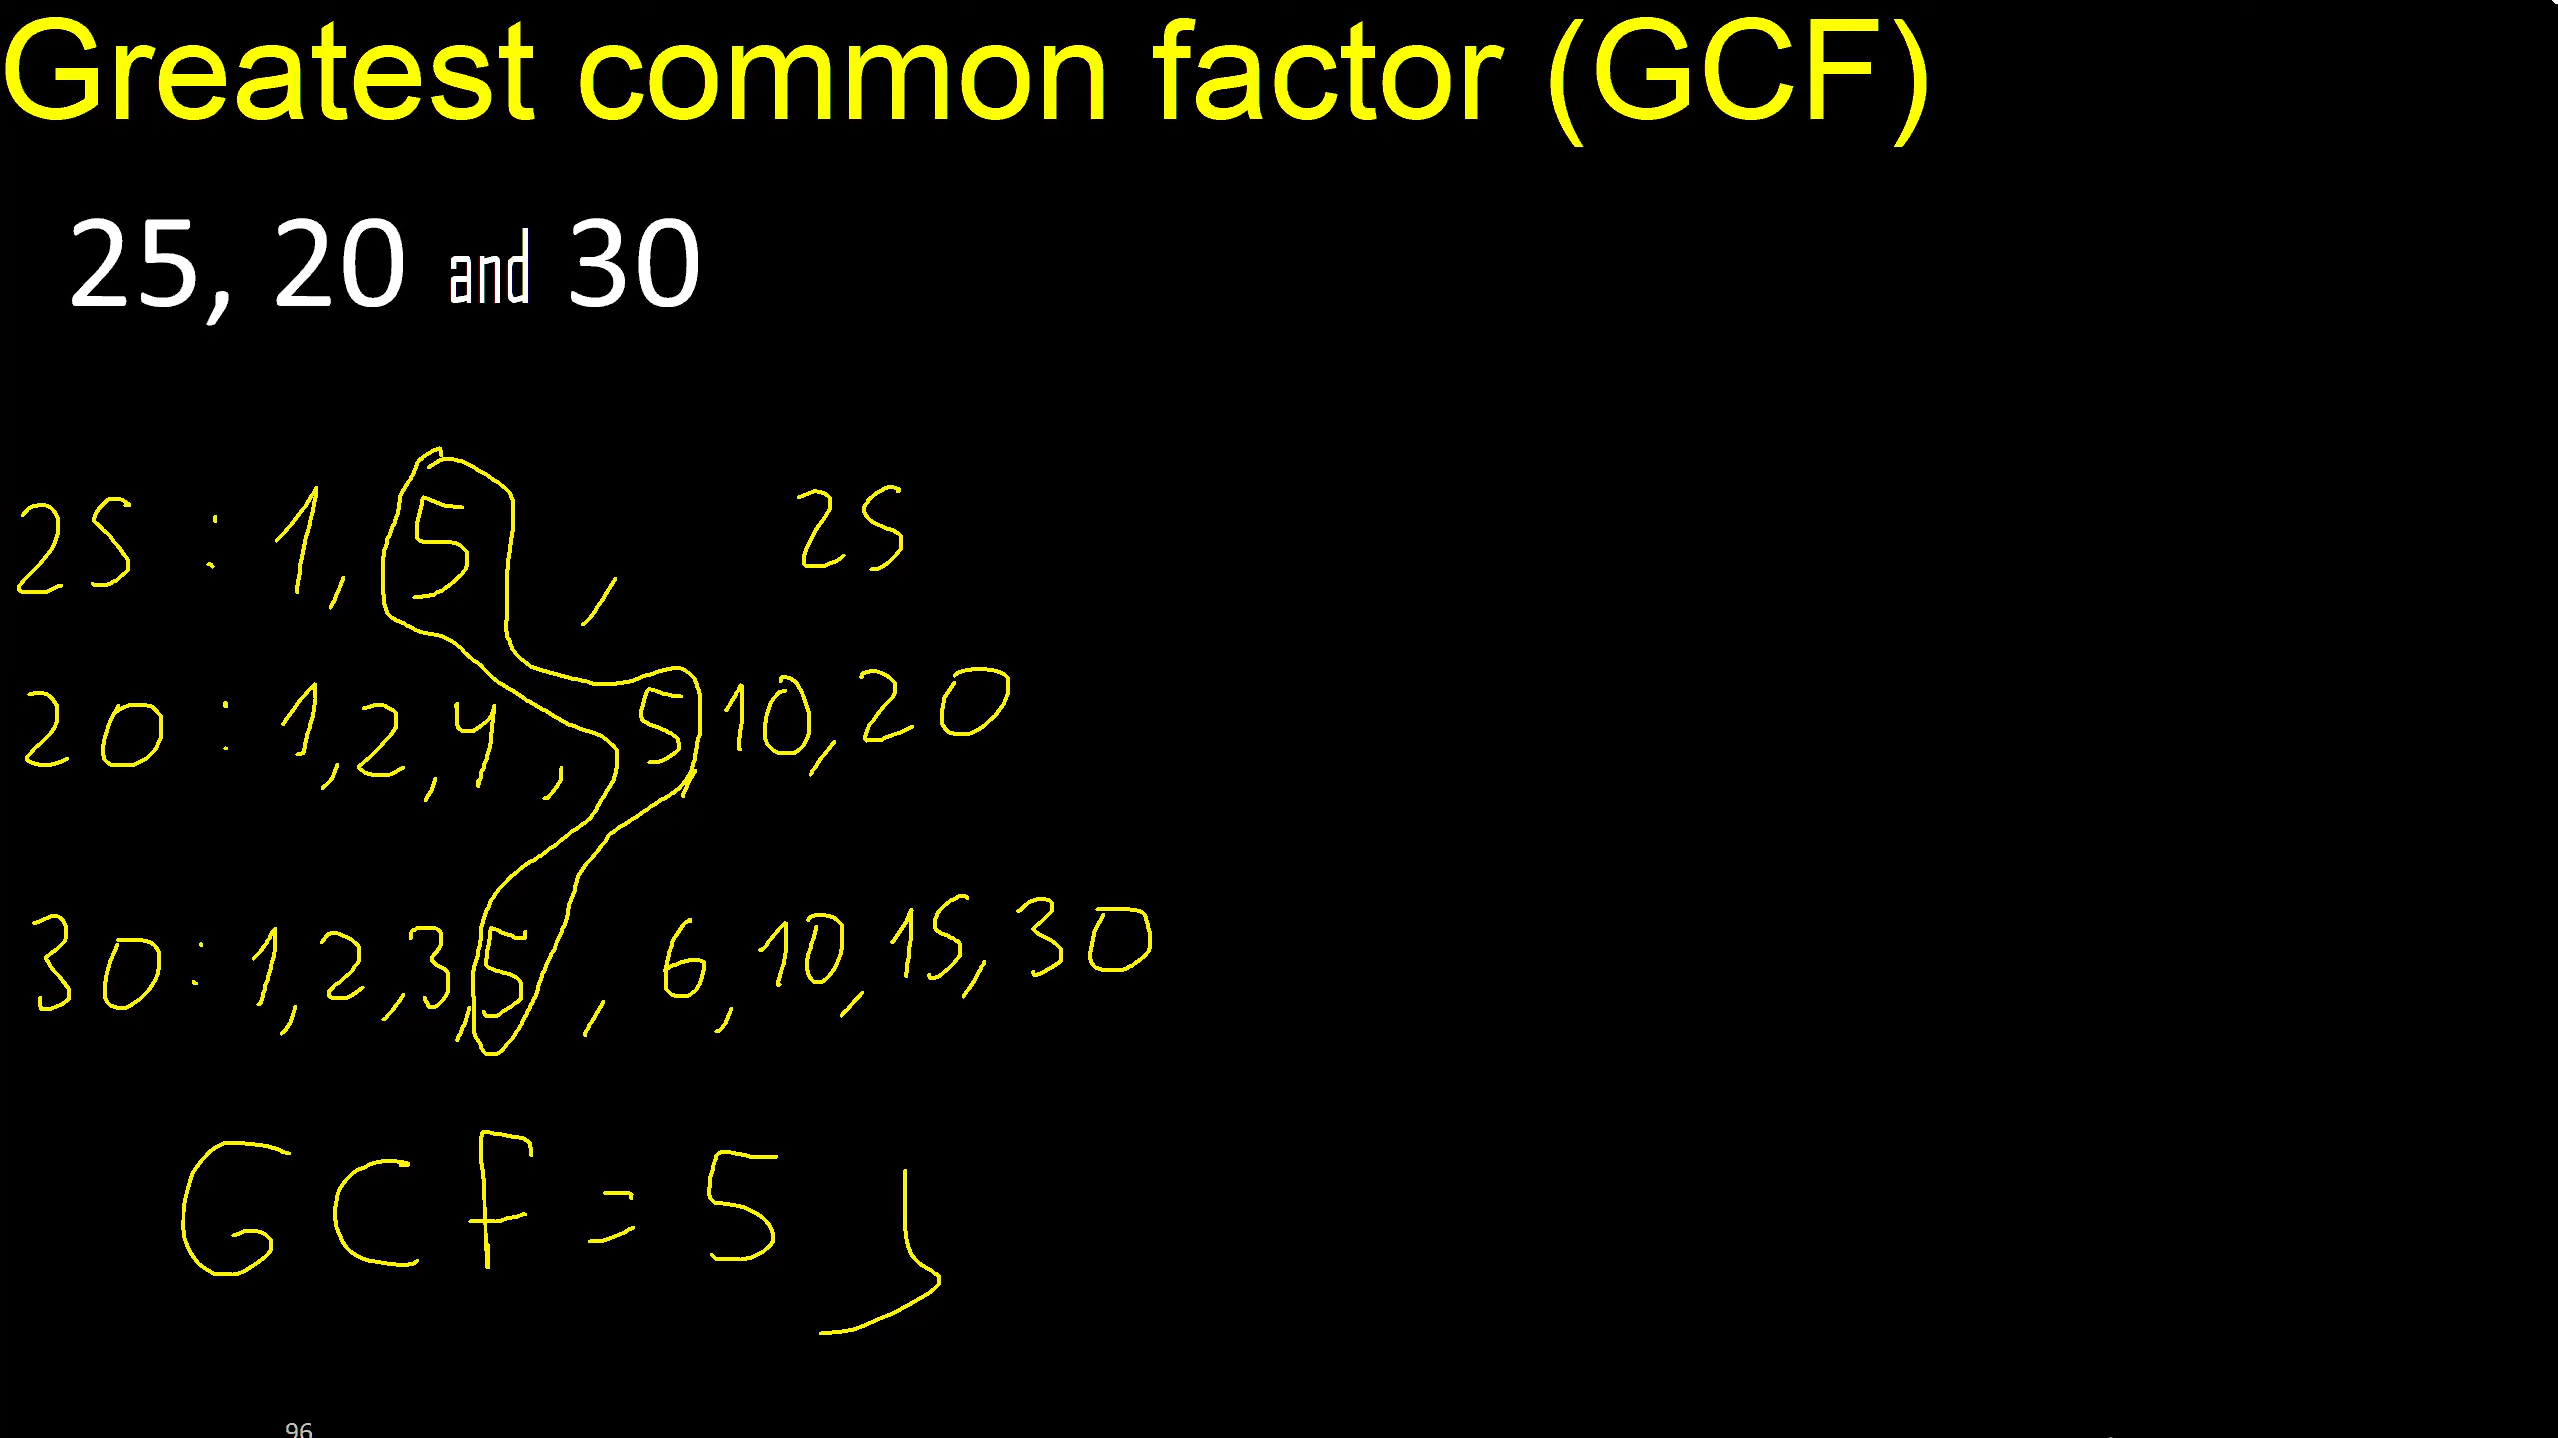 Greatest common factor (GCF)
25, 20 and 30
25 : 1, 5 , 25
20 : 1, 2, 4 , 5, 10, 20
30 : 1, 2, 3, 5 , 6, 10, 15, 30
GCF = 5
96